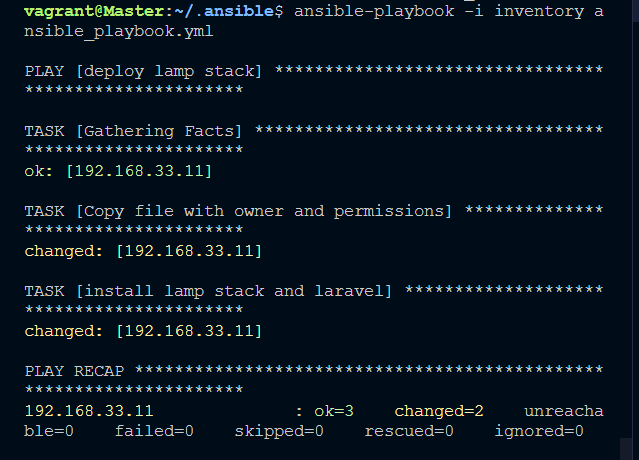 vagrant@Master:~/.ansible$ ansible-playbook -i inventory a
nsible_playbook.yml
PLAY [deploy lamp stack] *********************************
**********************
TASK [Gathering Facts] ***********************************
**********************
ok: [192.168.33.11]
TASK [Copy file with owner and permissions] **************
**********************
changed: [192.168.33.11]
TASK [install lamp stack and laravel] ********************
**********************
changed: [192.168.33.11]
PLAY RECAP ***********************************************
**********************
192.168.33.11              : ok=3    changed=2    unreacha
ble=0    failed=0    skipped=0    rescued=0    ignored=0